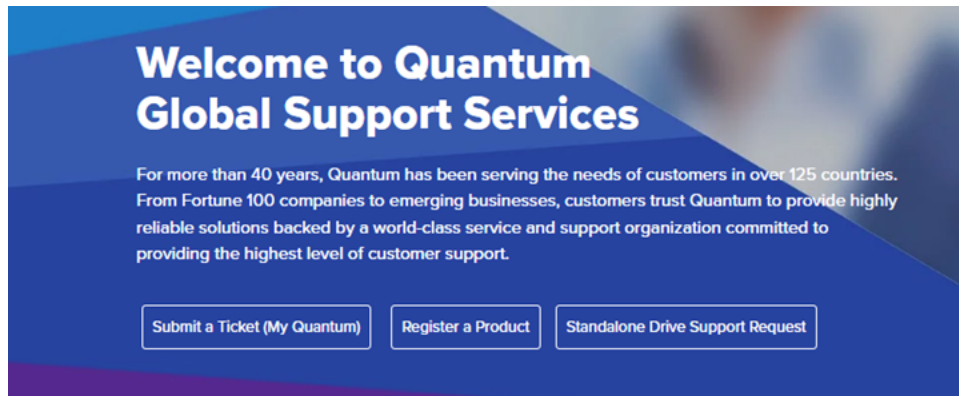 Welcome to Quantum
Global Support Services
For more than 40 years, Quantum has been serving the needs of customers in over 125 countries.
From Fortune 100 companies to emerging businesses, customers trust Quantum to provide highly
reliable solutions backed by a world-class service and support organization committed to
providing the highest level of customer support.
Submit a Ticket (My Quantum) Register a Product Standalone Drive Support Request